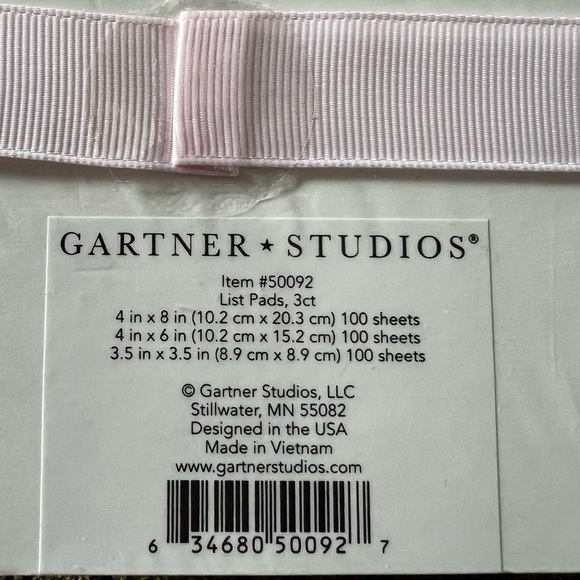 GARTNER ★ STUDIOS®
Item #50092
List Pads, 3ct
4 in x 8 in (10.2 cm x 20.3 cm) 100 sheets
4 in x 6 in (10.2 cm x 15.2 cm) 100 sheets
3.5 in x 3.5 in (8.9 cm x 8.9 cm) 100 sheets
© Gartner Studios, LLC
Stillwater, MN 55082
Designed in the USA
Made in Vietnam
www.gartnerstudios.com
6 34680 50092 7